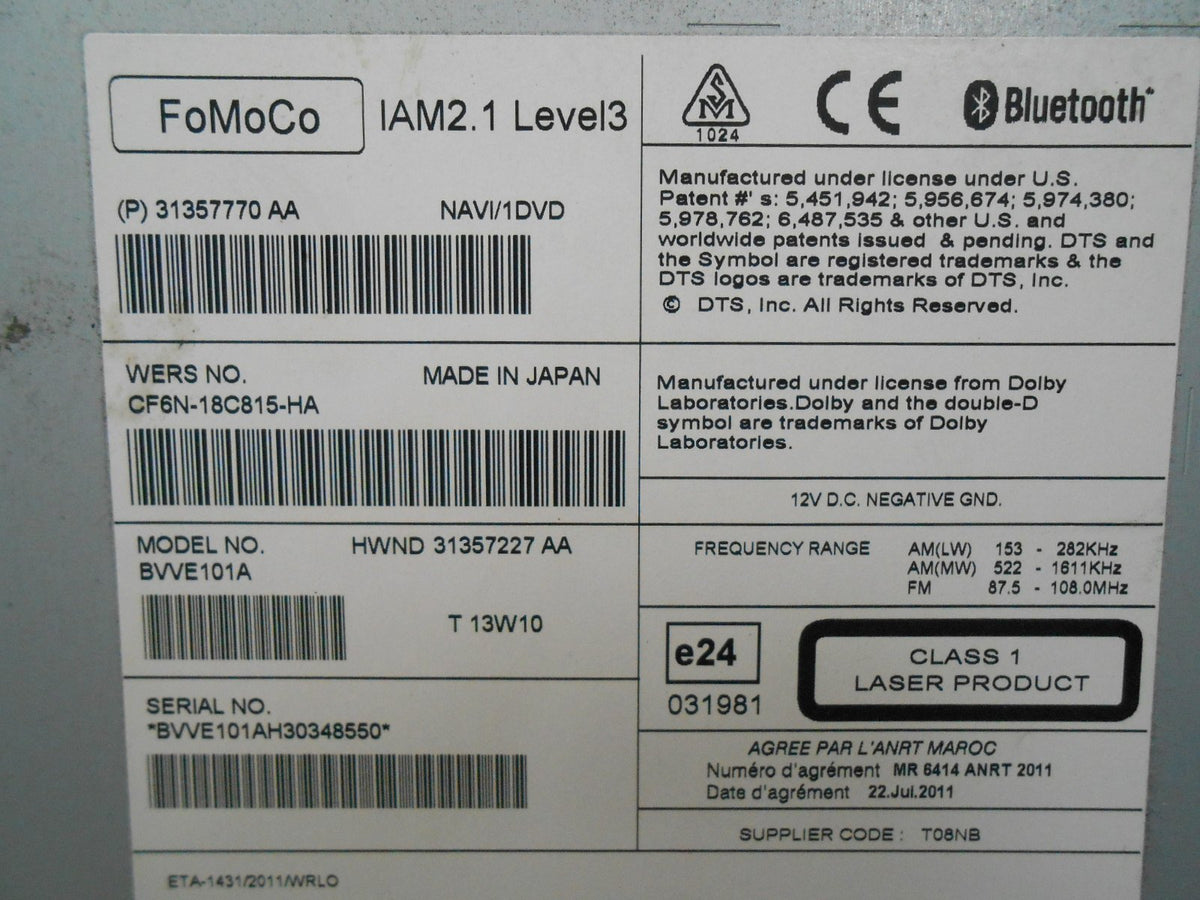 FoMoCo
IAM2.1 Level3
(P) 31357770 AA NAVI/1DVD
WERS NO. MADE IN JAPAN
CF6N-18C815-HA
MODEL NO. HWND 31357227 AA
BVVE101A
T 13W10
SERIAL NO.
*BVVE101AH30348550*
ETA-1431/2011/WRLO
SM
1024
CE
Bluetooth
Manufactured under license under U.S.
Patent #' s: 5,451,942; 5,956,674; 5,974,380;
5,978,762; 6,487,535 & other U.S. and
worldwide patents issued & pending. DTS and
the Symbol are registered trademarks & the
DTS logos are trademarks of DTS, Inc.
© DTS, Inc. All Rights Reserved.
Manufactured under license from Dolby
Laboratories.Dolby and the double-D
symbol are trademarks of Dolby
Laboratories.
12V D.C. NEGATIVE GND.
FREQUENCY RANGE AM(LW) 153 - 282KHz
AM(MW) 522 - 1611KHz
FM 87.5 - 108.0MHz
e24
031981
CLASS 1
LASER PRODUCT
AGREE PAR L'ANRT MAROC
Numéro d'agrément MR 6414 ANRT 2011
Date d'agrément 22.Jul.2011
SUPPLIER CODE : T08NB